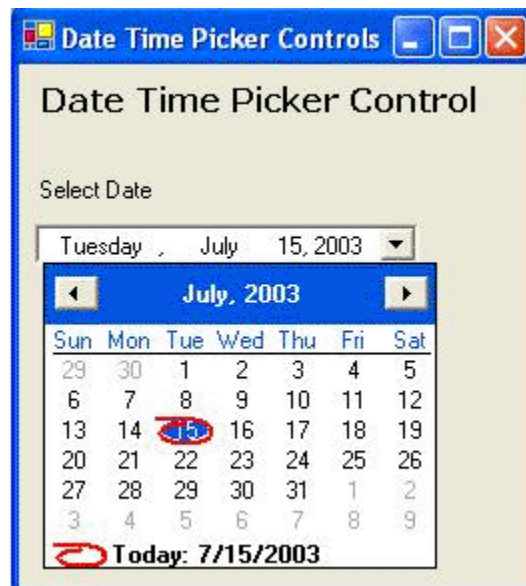 Date Time Picker Controls
Date Time Picker Control
Select Date
Tuesday , July 15, 2003
July, 2003
Sun Mon Tue Wed Thu Fri Sat
29 30 1 2 3 4 5
6 7 8 9 10 11 12
13 14 15 16 17 18 19
20 21 22 23 24 25 26
27 28 29 30 31 1 2
3 4 5 6 7 8 9
Today: 7/15/2003